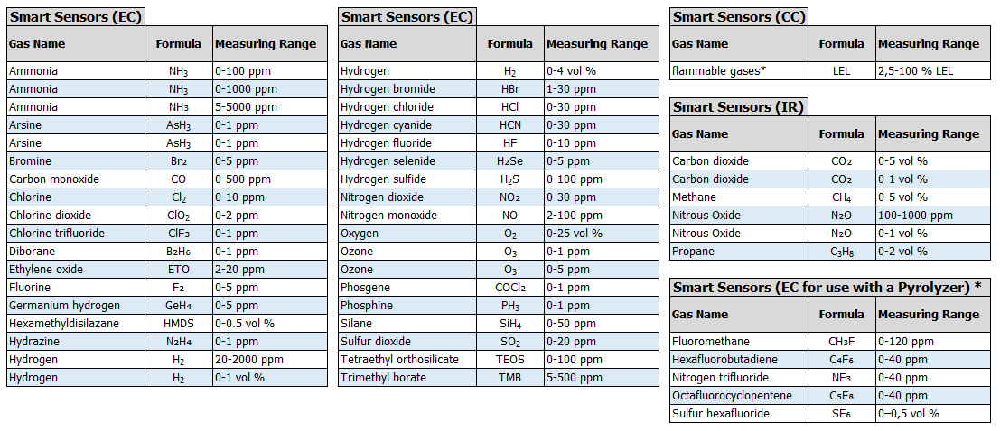 Smart Sensors (EC)
Gas Name Formula Measuring Range
Ammonia NH₃ 0-100 ppm
Ammonia NH₃ 0-1000 ppm
Ammonia NH₃ 5-5000 ppm
Arsine AsH₃ 0-1 ppm
Arsine AsH₃ 0-1 ppm
Bromine Br₂ 0-5 ppm
Carbon monoxide CO 0-500 ppm
Chlorine Cl₂ 0-10 ppm
Chlorine dioxide ClO₂ 0-2 ppm
Chlorine trifluoride ClF₃ 0-1 ppm
Diborane B₂H₆ 0-1 ppm
Ethylene oxide ETO 2-20 ppm
Fluorine F₂ 0-5 ppm
Germanium hydrogen GeH₄ 0-5 ppm
Hexamethyldisilazane HMDS 0-0.5 vol %
Hydrazine N₂H₄ 0-1 ppm
Hydrogen H₂ 20-2000 ppm
Hydrogen H₂ 0-1 vol %
Smart Sensors (EC)
Gas Name Formula Measuring Range
Hydrogen H₂ 0-4 vol %
Hydrogen bromide HBr 1-30 ppm
Hydrogen chloride HCl 0-30 ppm
Hydrogen cyanide HCN 0-30 ppm
Hydrogen fluoride HF 0-10 ppm
Hydrogen selenide H₂Se 0-5 ppm
Hydrogen sulfide H₂S 0-100 ppm
Nitrogen dioxide NO₂ 0-30 ppm
Nitrogen monoxide NO 2-100 ppm
Oxygen O₂ 0-25 vol %
Ozone O₃ 0-1 ppm
Ozone O₃ 0-5 ppm
Phosgene COCl₂ 0-1 ppm
Phosphine PH₃ 0-1 ppm
Silane SiH₄ 0-50 ppm
Sulfur dioxide SO₂ 0-20 ppm
Tetraethyl orthosilicate TEOS 0-100 ppm
Trimethyl borate TMB 5-500 ppm
Smart Sensors (CC)
Gas Name Formula Measuring Range
flammable gases* LEL 2,5-100 % LEL
Smart Sensors (IR)
Gas Name Formula Measuring Range
Carbon dioxide CO₂ 0-5 vol %
Carbon dioxide CO₂ 0-1 vol %
Methane CH₄ 0-5 vol %
Nitrous Oxide N₂O 100-1000 ppm
Nitrous Oxide N₂O 0-1 vol %
Propane C₃H₈ 0-2 vol %
Smart Sensors (EC for use with a Pyrolyzer) *
Gas Name Formula Measuring Range
Fluoromethane CH₃F 0-120 ppm
Hexafluorobutadiene C₄F₆ 0-40 ppm
Nitrogen trifluoride NF₃ 0-40 ppm
Octafluorocyclopentene C₅F₈ 0-40 ppm
Sulfur hexafluoride SF₆ 0–0,5 vol %